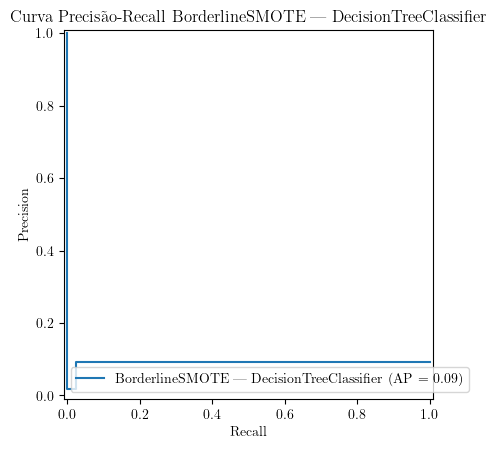 Curva Precisão-Recall BorderlineSMOTE — DecisionTreeClassifier
1.0
0.8
0.6
0.4
0.2
0.0
Precision
BorderlineSMOTE — DecisionTreeClassifier (AP = 0.09)
0.0 0.2 0.4 0.6 0.8 1.0
Recall